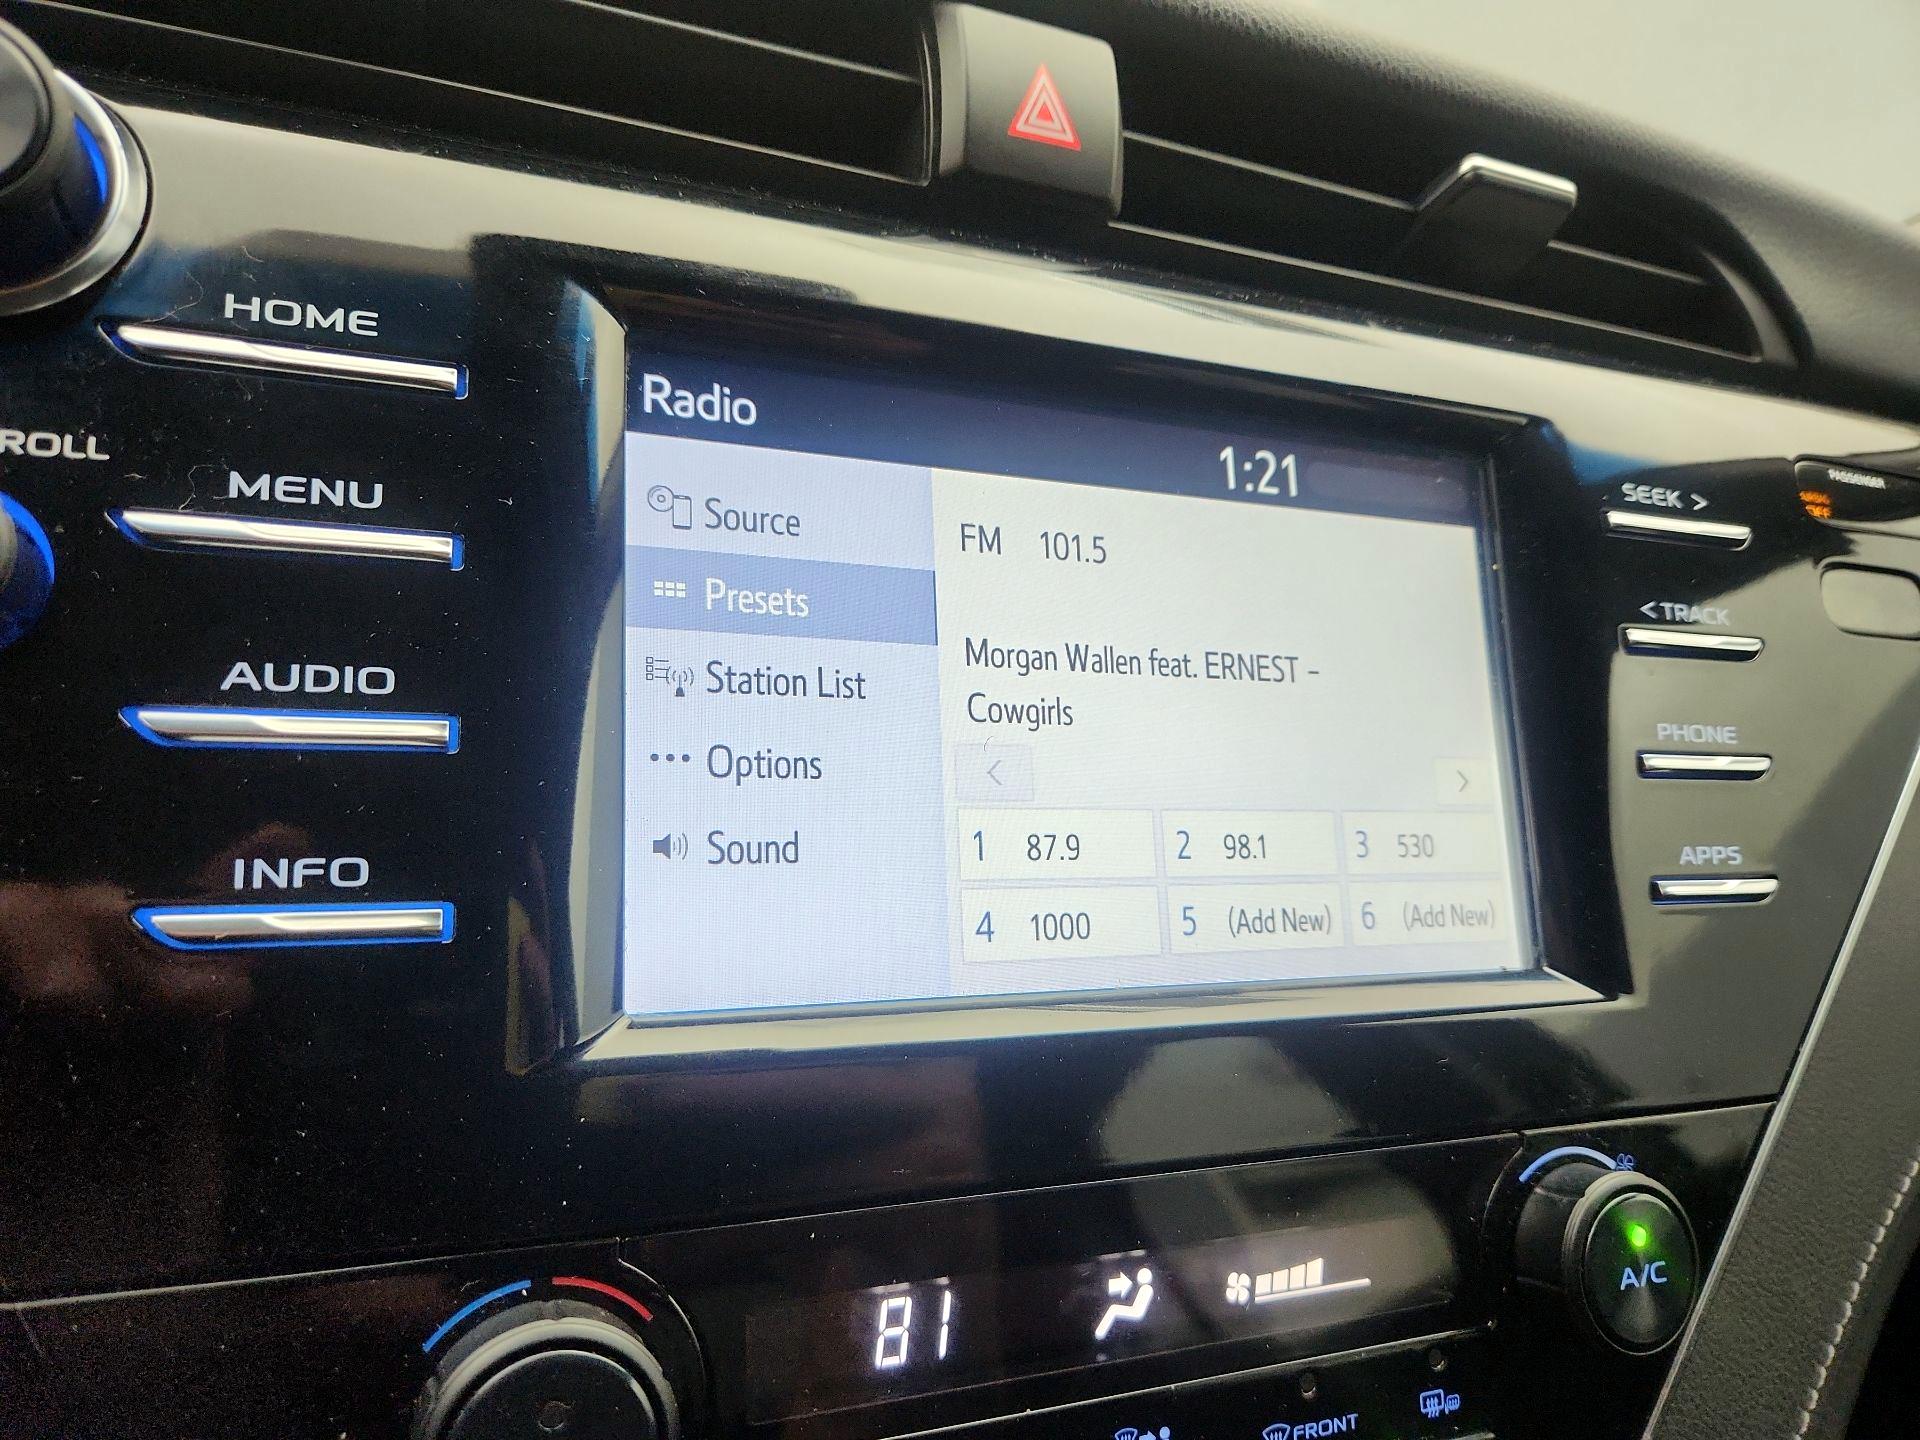 HOME
ROLL
MENU
AUDIO
INFO
Radio
1:21
Source
Presets
Station List
Options
Sound
FM 101.5
Morgan Wallen feat. ERNEST –
Cowgirls
<
>
1 87.9
2 98.1
3 530
4 1000
5 (Add New)
6 (Add New)
SEEK >
< TRACK
PHONE
APPS
PASSENGER
OFF
81
A/C
FRONT